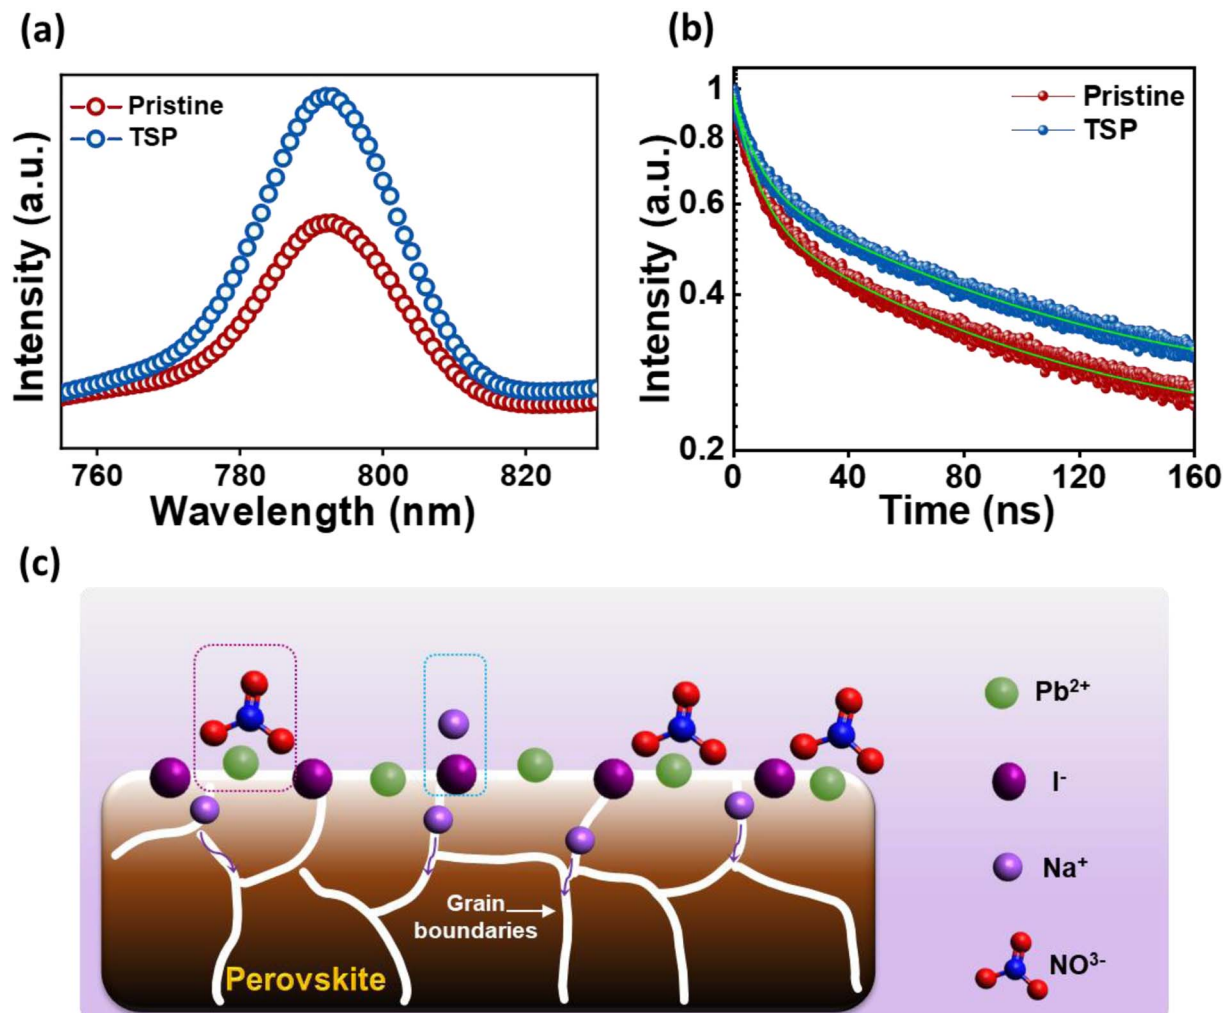 (a)
Pristine
TSP
Intensity (a.u.)
760 780 800 820
Wavelength (nm)
(b)
Pristine
TSP
Intensity (a.u.)
1
0.8
0.6
0.4
0.2
0 40 80 120 160
Time (ns)
(c)
Pb²⁺
I⁻
Na⁺
NO³⁻
Grain
boundaries
Perovskite